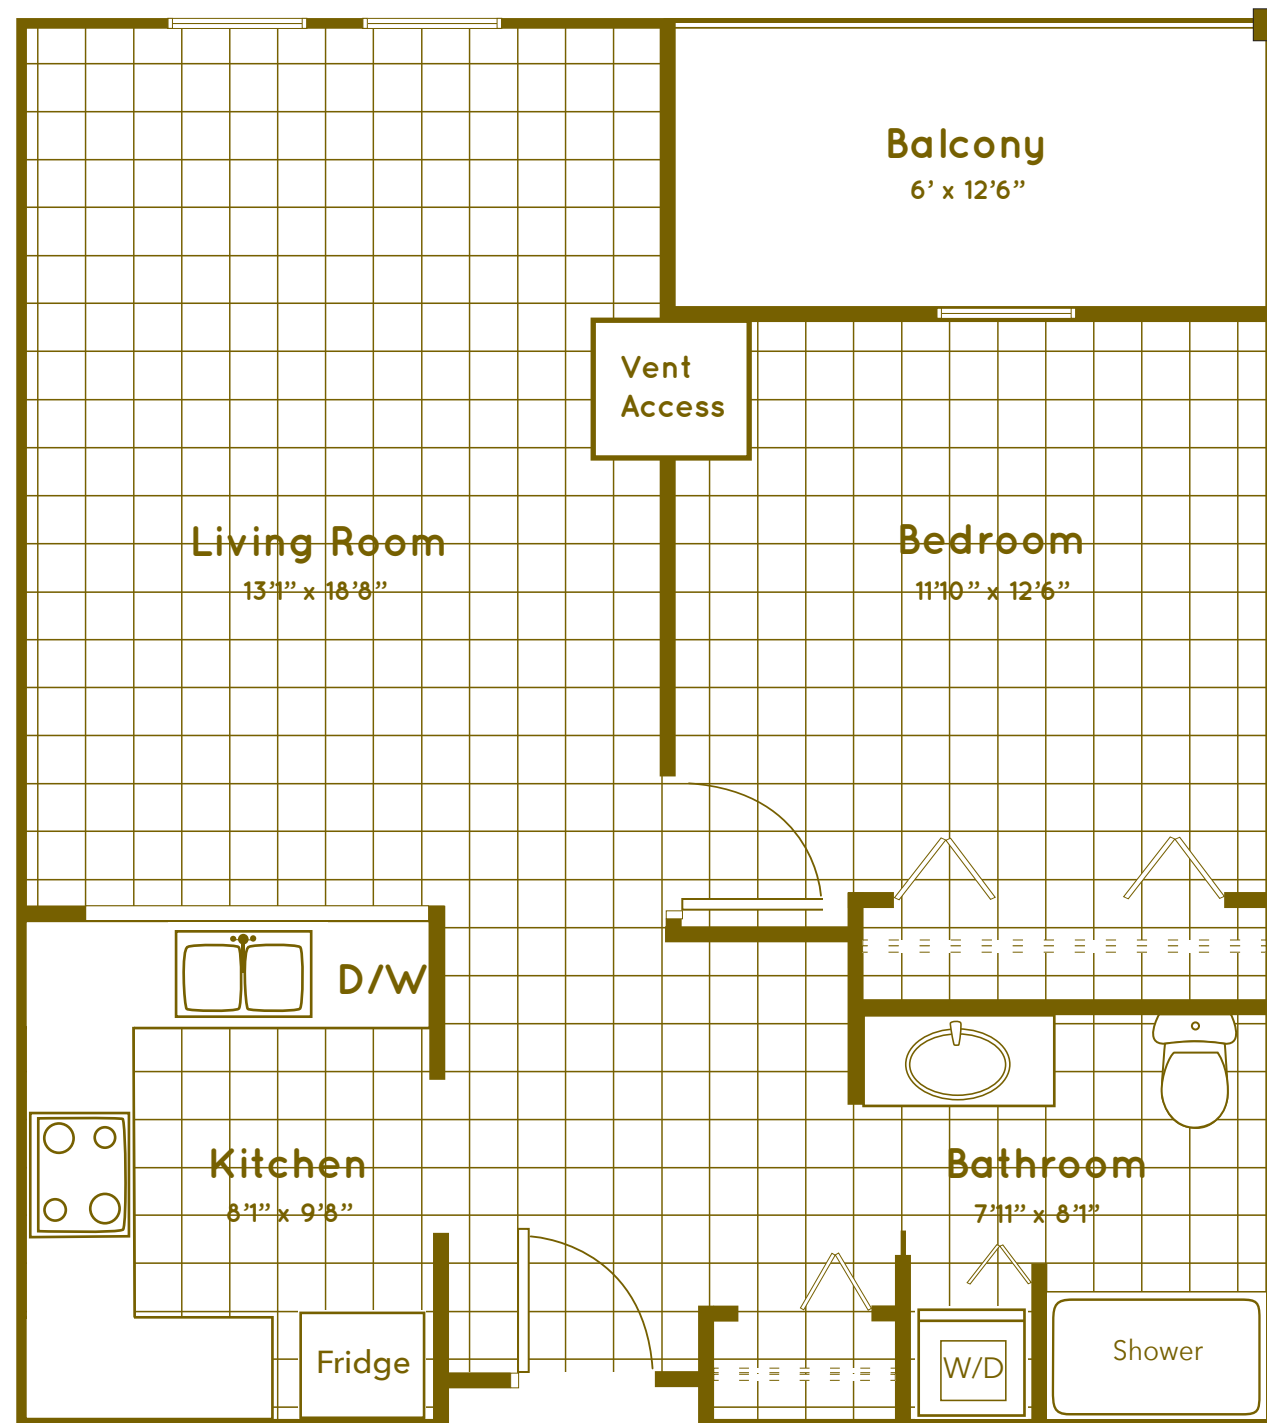 Balcony
6' x 12'6"
Vent
Access
Living Room
13'1" x 18'8"
Bedroom
11'10" x 12'6"
D/W
Kitchen
8'1" x 9'8"
Bathroom
7'11" x 8'1"
Fridge
W/D
Shower